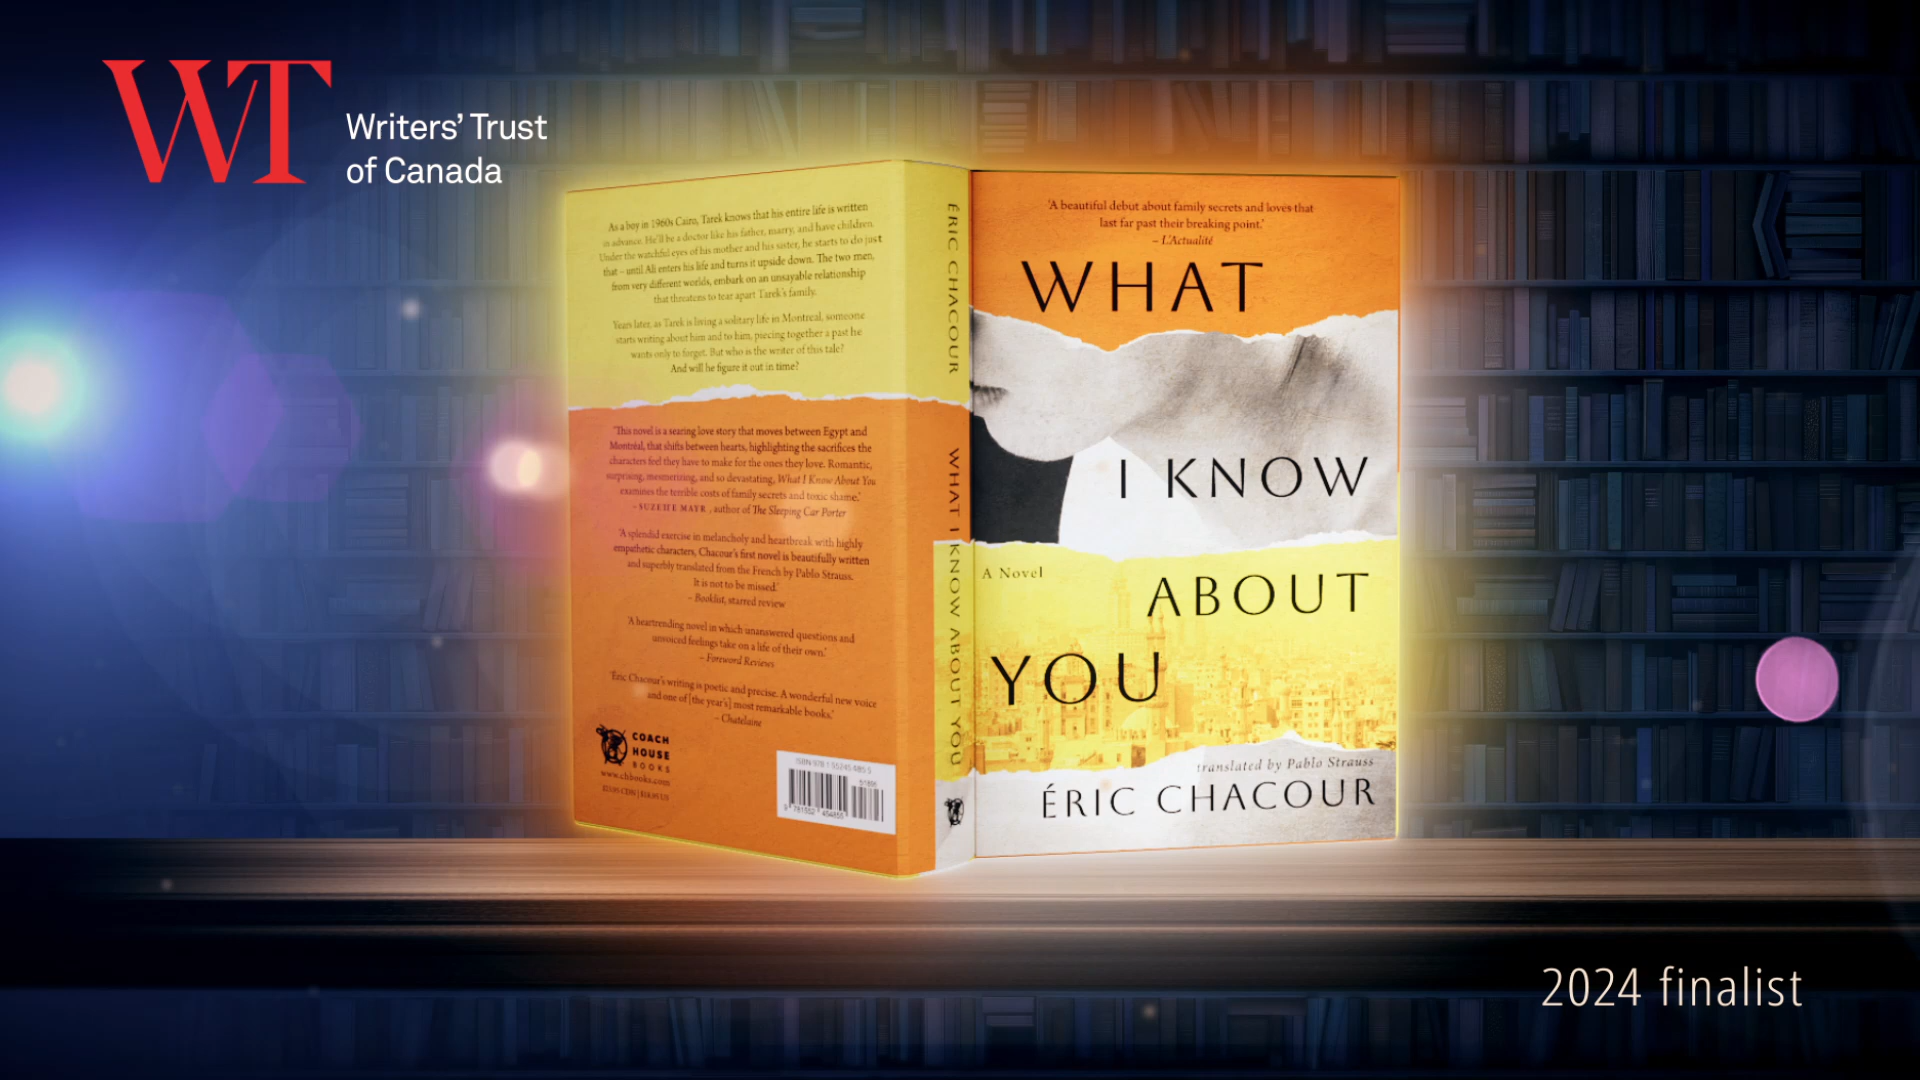 WT
Writers' Trust
of Canada
As a boy in 1960s Cairo, Tarek knows that his entire life is written
in advance. He'll be a doctor like his father, marry, and have children.
Under the watchful eyes of his mother and his sister, he starts to do just
that – until Ali enters his life and turns it upside down. The two men,
from very different worlds, embark on an unsayable relationship
that threatens to tear apart Tarek's family.
Years later, as Tarek is living a solitary life in Montreal, someone
starts writing about him and to him, piecing together a past he
wants only to forget. But who is the writer of this tale?
And will he figure it out in time?
'This novel is a searing love story that moves between Egypt and
Montréal, that shifts between hearts, highlighting the sacrifices the
characters feel they have to make for the ones they love. Romantic,
surprising, mesmerizing, and so devastating, What I Know About You
examines the terrible costs of family secrets and toxic shame.'
– SUZETTE MAYR, author of The Sleeping Car Porter
'A splendid exercise in melancholy and heartbreak with highly
empathetic characters, Chacour's first novel is beautifully written
and superbly translated from the French by Pablo Strauss.
It is not to be missed.'
– Booklist, starred review
'A heartrending novel in which unanswered questions and
unvoiced feelings take on a life of their own.'
– Foreword Reviews
'Éric Chacour's writing is poetic and precise. A wonderful new voice
and one of [the year's] most remarkable books.'
– Chatelaine
COACH
HOUSE
BOOKS
www.chbooks.com
ÉRIC CHACOUR
WHAT I KNOW ABOUT YOU
'A beautiful debut about family secrets and loves that
last far past their breaking point.'
– L'Actualité
WHAT
I KNOW
A Novel
ABOUT
YOU
translated by Pablo Strauss
ÉRIC CHACOUR
2024 finalist